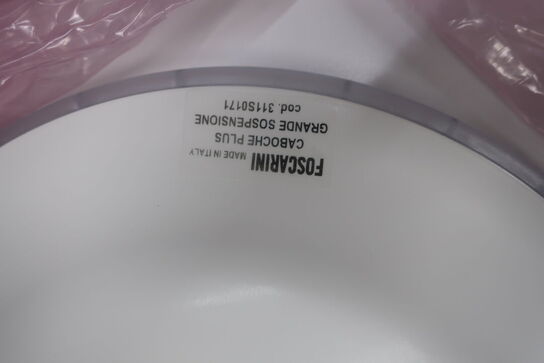 FOSCARINI MADE IN ITALY
CABOCHE PLUS
GRANDE SOSPENSIONE
cod. 311S0171